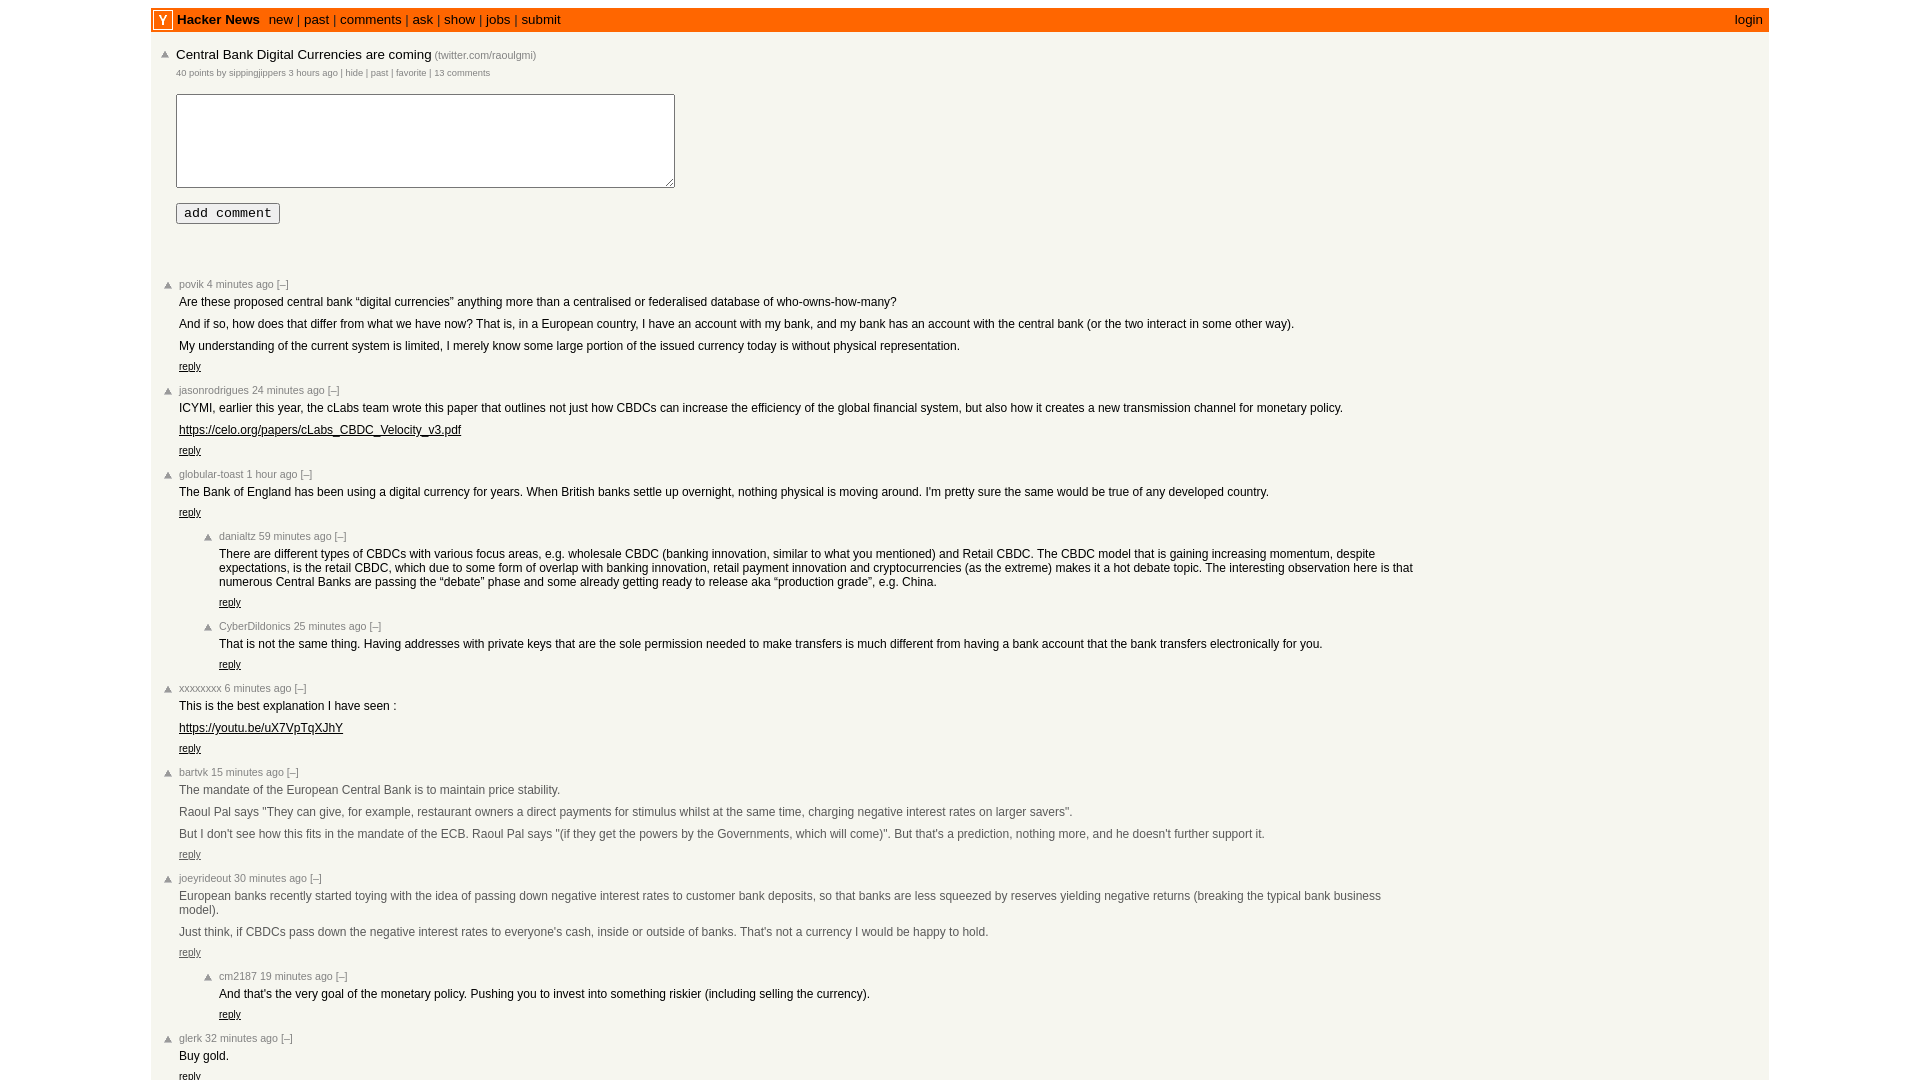 Y Hacker News new | past | comments | ask | show | jobs | submit login
Central Bank Digital Currencies are coming (twitter.com/raoulgmi)
40 points by sippingjippers 3 hours ago | hide | past | favorite | 13 comments
add comment
povik 4 minutes ago [–]
Are these proposed central bank “digital currencies” anything more than a centralised or federalised database of who-owns-how-many?
And if so, how does that differ from what we have now? That is, in a European country, I have an account with my bank, and my bank has an account with the central bank (or the two interact in some other way).
My understanding of the current system is limited, I merely know some large portion of the issued currency today is without physical representation.
reply
jasonrodrigues 24 minutes ago [–]
ICYMI, earlier this year, the cLabs team wrote this paper that outlines not just how CBDCs can increase the efficiency of the global financial system, but also how it creates a new transmission channel for monetary policy.
https://celo.org/papers/cLabs_CBDC_Velocity_v3.pdf
reply
globular-toast 1 hour ago [–]
The Bank of England has been using a digital currency for years. When British banks settle up overnight, nothing physical is moving around. I'm pretty sure the same would be true of any developed country.
reply
danialtz 59 minutes ago [–]
There are different types of CBDCs with various focus areas, e.g. wholesale CBDC (banking innovation, similar to what you mentioned) and Retail CBDC. The CBDC model that is gaining increasing momentum, despite
expectations, is the retail CBDC, which due to some form of overlap with banking innovation, retail payment innovation and cryptocurrencies (as the extreme) makes it a hot debate topic. The interesting observation here is that
numerous Central Banks are passing the “debate” phase and some already getting ready to release aka “production grade”, e.g. China.
reply
CyberDildonics 25 minutes ago [–]
That is not the same thing. Having addresses with private keys that are the sole permission needed to make transfers is much different from having a bank account that the bank transfers electronically for you.
reply
xxxxxxxx 6 minutes ago [–]
This is the best explanation I have seen :
https://youtu.be/uX7VpTqXJhY
reply
bartvk 15 minutes ago [–]
The mandate of the European Central Bank is to maintain price stability.
Raoul Pal says "They can give, for example, restaurant owners a direct payments for stimulus whilst at the same time, charging negative interest rates on larger savers".
But I don't see how this fits in the mandate of the ECB. Raoul Pal says "(if they get the powers by the Governments, which will come)". But that's a prediction, nothing more, and he doesn't further support it.
reply
joeyrideout 30 minutes ago [–]
European banks recently started toying with the idea of passing down negative interest rates to customer bank deposits, so that banks are less squeezed by reserves yielding negative returns (breaking the typical bank business
model).
Just think, if CBDCs pass down the negative interest rates to everyone's cash, inside or outside of banks. That's not a currency I would be happy to hold.
reply
cm2187 19 minutes ago [–]
And that's the very goal of the monetary policy. Pushing you to invest into something riskier (including selling the currency).
reply
glerk 32 minutes ago [–]
Buy gold.
reply